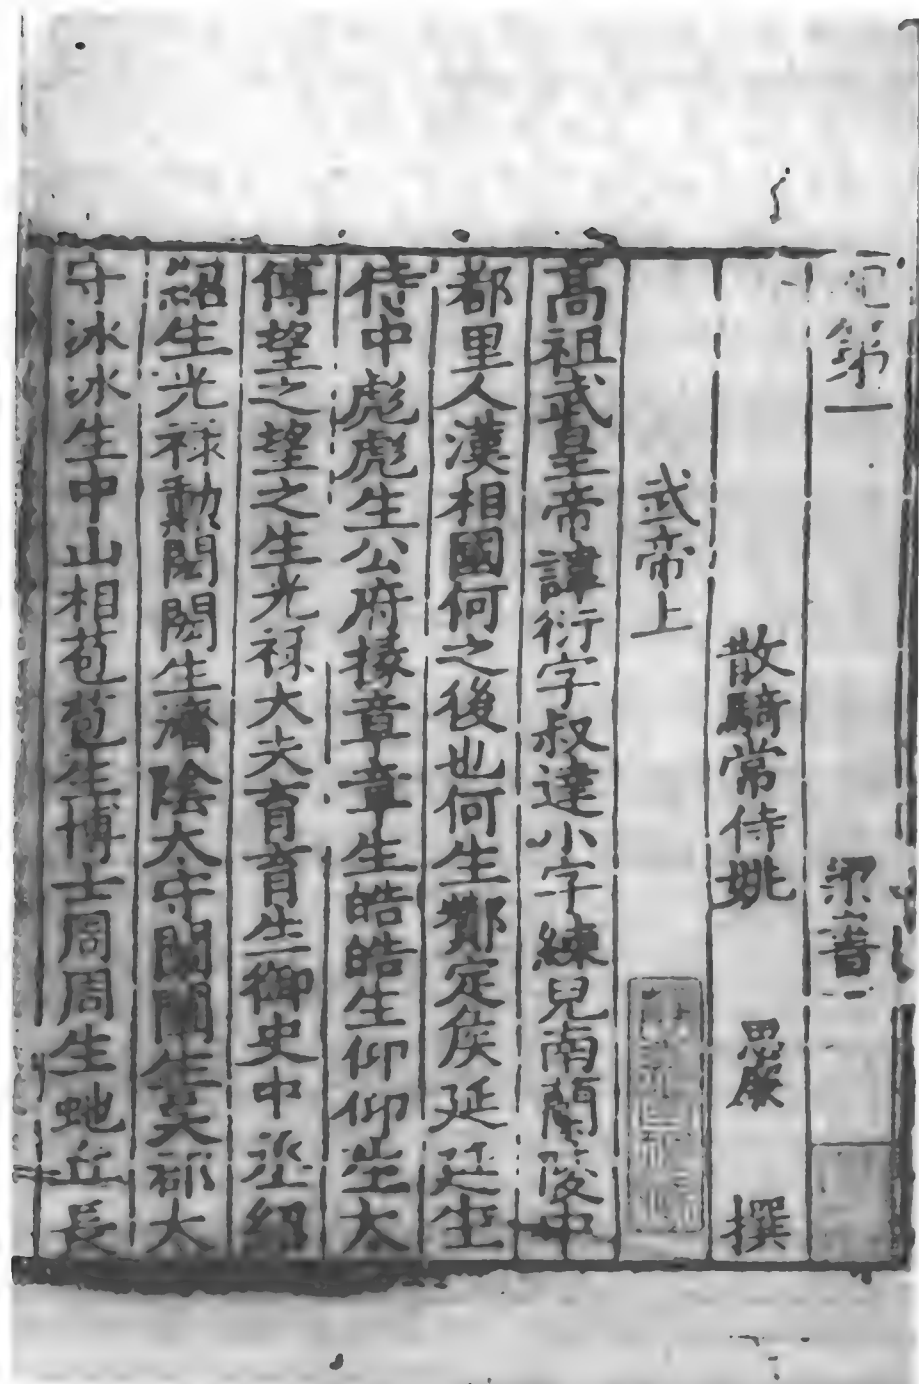 第一　梁書一
散騎常侍姚　撰
武帝上
高祖武皇帝諱衍字叔達小字練兒南蘭陵中
都里人漢相國何之後也何生酇定侯延延生
侍中彪彪生公府掾章章生皓皓生仰仰生太
傅望之望之生光祿大夫育育生御史中丞紹
紹生光祿勳閎閎生濟陰太守闡闡生吳郡太
守冰冰生中山相苞苞生博士周周生虵丘長